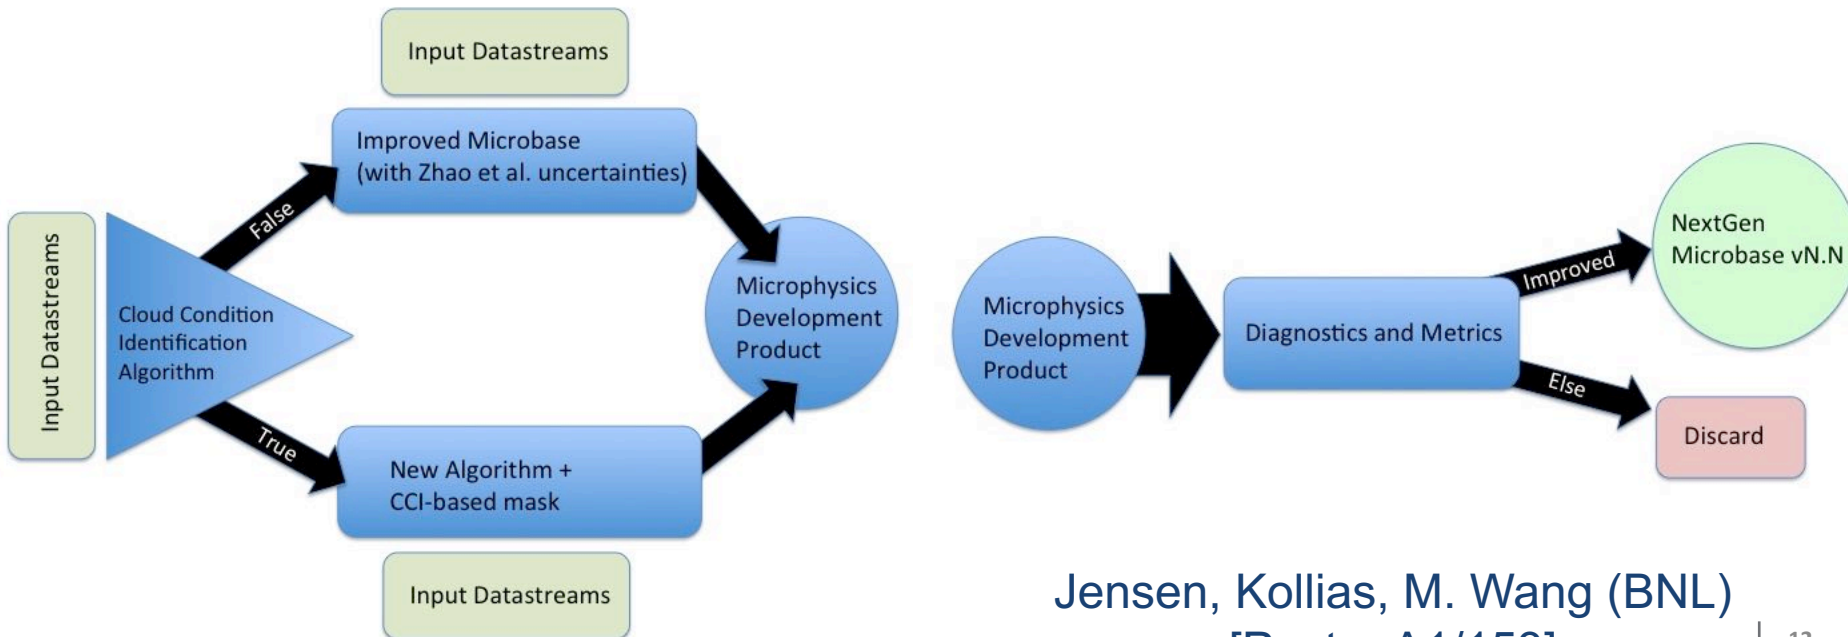 Input Datastreams
Improved Microbase
(with Zhao et al. uncertainties)
False
Input Datastreams
Cloud Condition
Identification
Algorithm
True
New Algorithm +
CCI-based mask
Input Datastreams
Microphysics
Development
Product
Microphysics
Development
Product
Diagnostics and Metrics
Improved
NextGen
Microbase vN.N
Else
Discard
Jensen, Kollias, M. Wang (BNL)